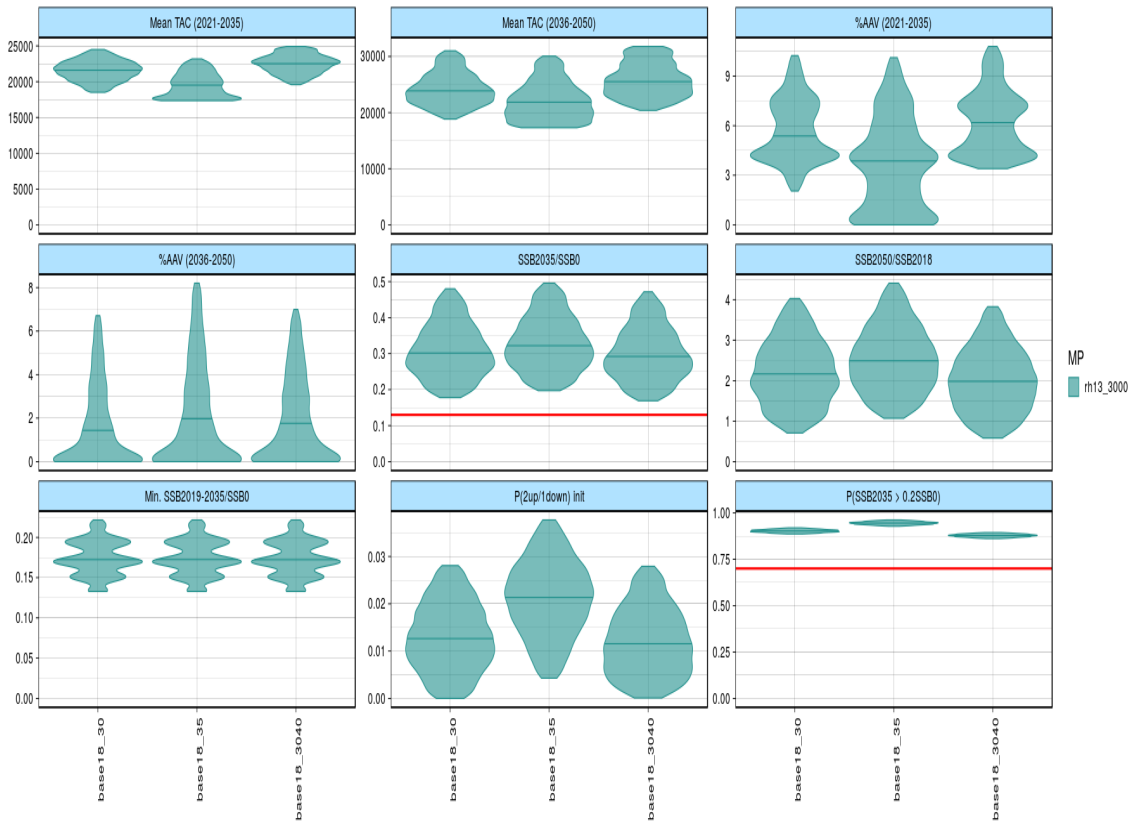 Mean TAC (2021-2035)
Mean TAC (2036-2050)
%AAV (2021-2035)
25000
20000
15000
10000
5000
0
30000
20000
10000
0
9
6
3
0
%AAV (2036-2050)
SSB2035/SSB0
SSB2050/SSB2018
8
6
4
2
0
0.5
0.4
0.3
0.2
0.1
0.0
4
3
2
1
0
MP
rh13_3000
Min. SSB2019-2035/SSB0
P(2up/1down) init
P(SSB2035 > 0.2SSB0)
0.20
0.15
0.10
0.05
0.00
0.03
0.02
0.01
0.00
1.00
0.75
0.50
0.25
0.00
base18_30
base18_35
base18_3040
base18_30
base18_35
base18_3040
base18_30
base18_35
base18_3040